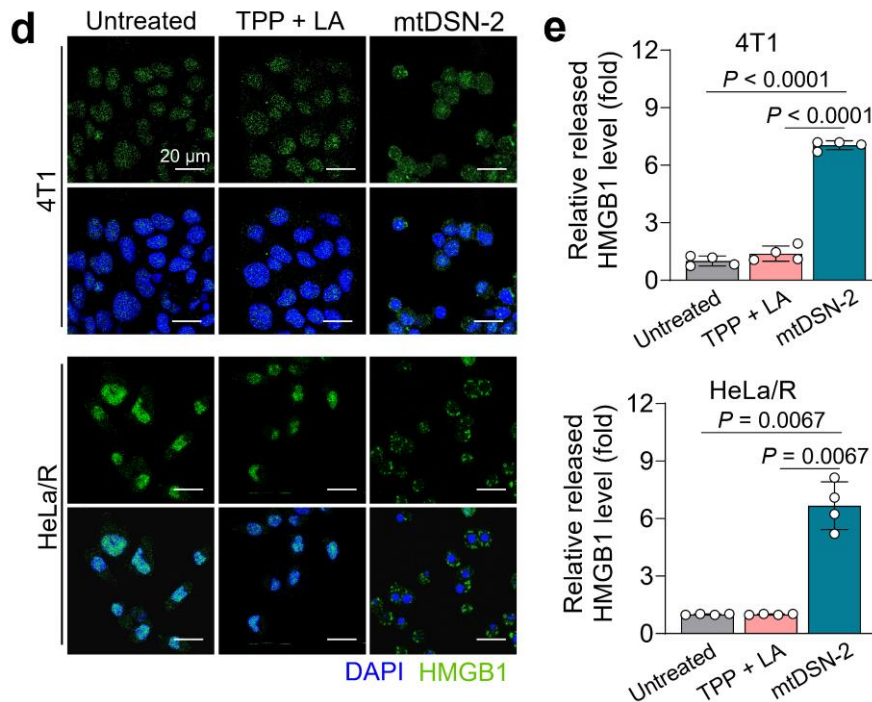 d
Untreated
TPP + LA
mtDSN-2
4T1
20 µm
HeLa/R
DAPI HMGB1
e
4T1
Relative released
HMGB1 level (fold)
12
9
6
3
0
P < 0.0001
P < 0.0001
Untreated
TPP + LA
mtDSN-2
HeLa/R
Relative released
HMGB1 level (fold)
12
9
6
3
0
P = 0.0067
P = 0.0067
Untreated
TPP + LA
mtDSN-2